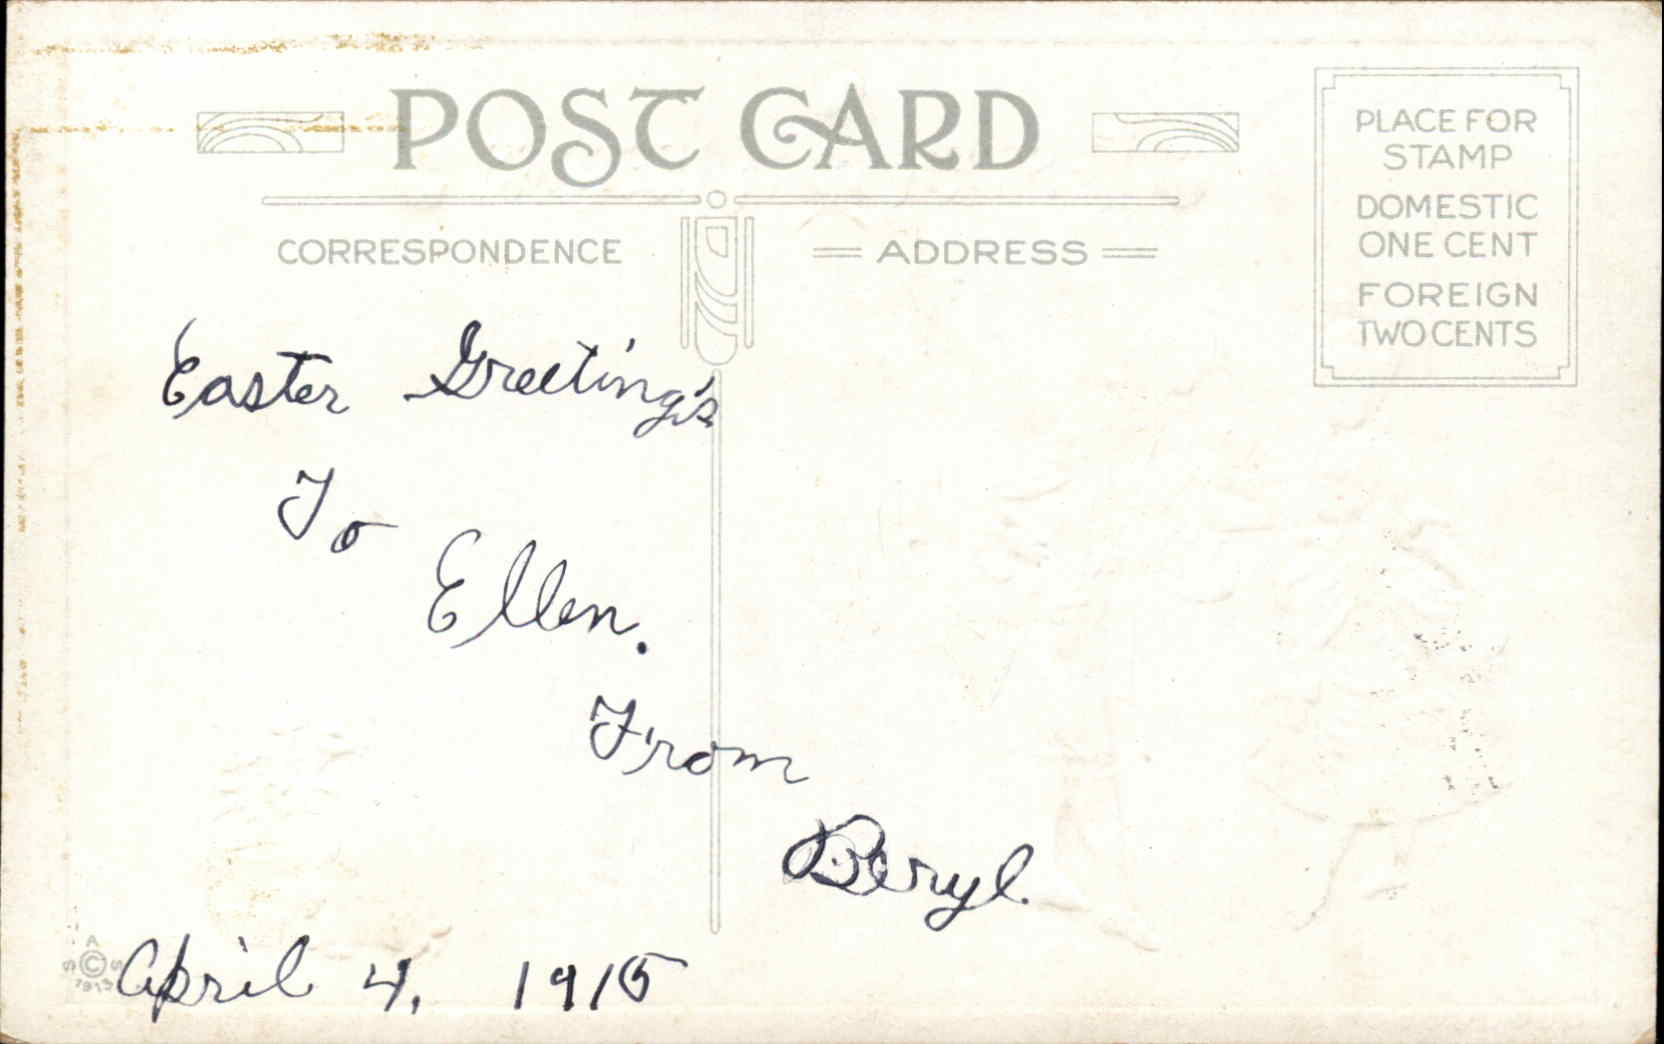 POST CARD
CORRESPONDENCE
ADDRESS
PLACE FOR
STAMP
DOMESTIC
ONE CENT
FOREIGN
TWO CENTS
Easter Greeting's
To
Ellen.
From
Beryl.
April 4, 1915
A
S © S
1913